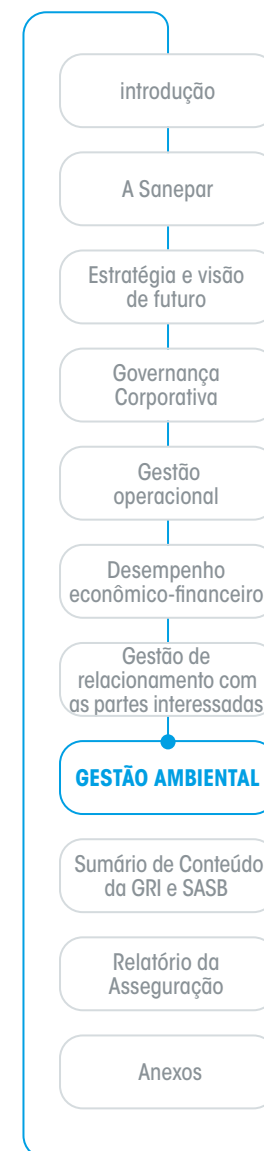 introdução
A Sanepar
Estratégia e visão
de futuro
Governança
Corporativa
Gestão
operacional
Desempenho
econômico-financeiro
Gestão de
relacionamento com
as partes interessadas
GESTÃO AMBIENTAL
Sumário de Conteúdo
da GRI e SASB
Relatório da
Asseguração
Anexos